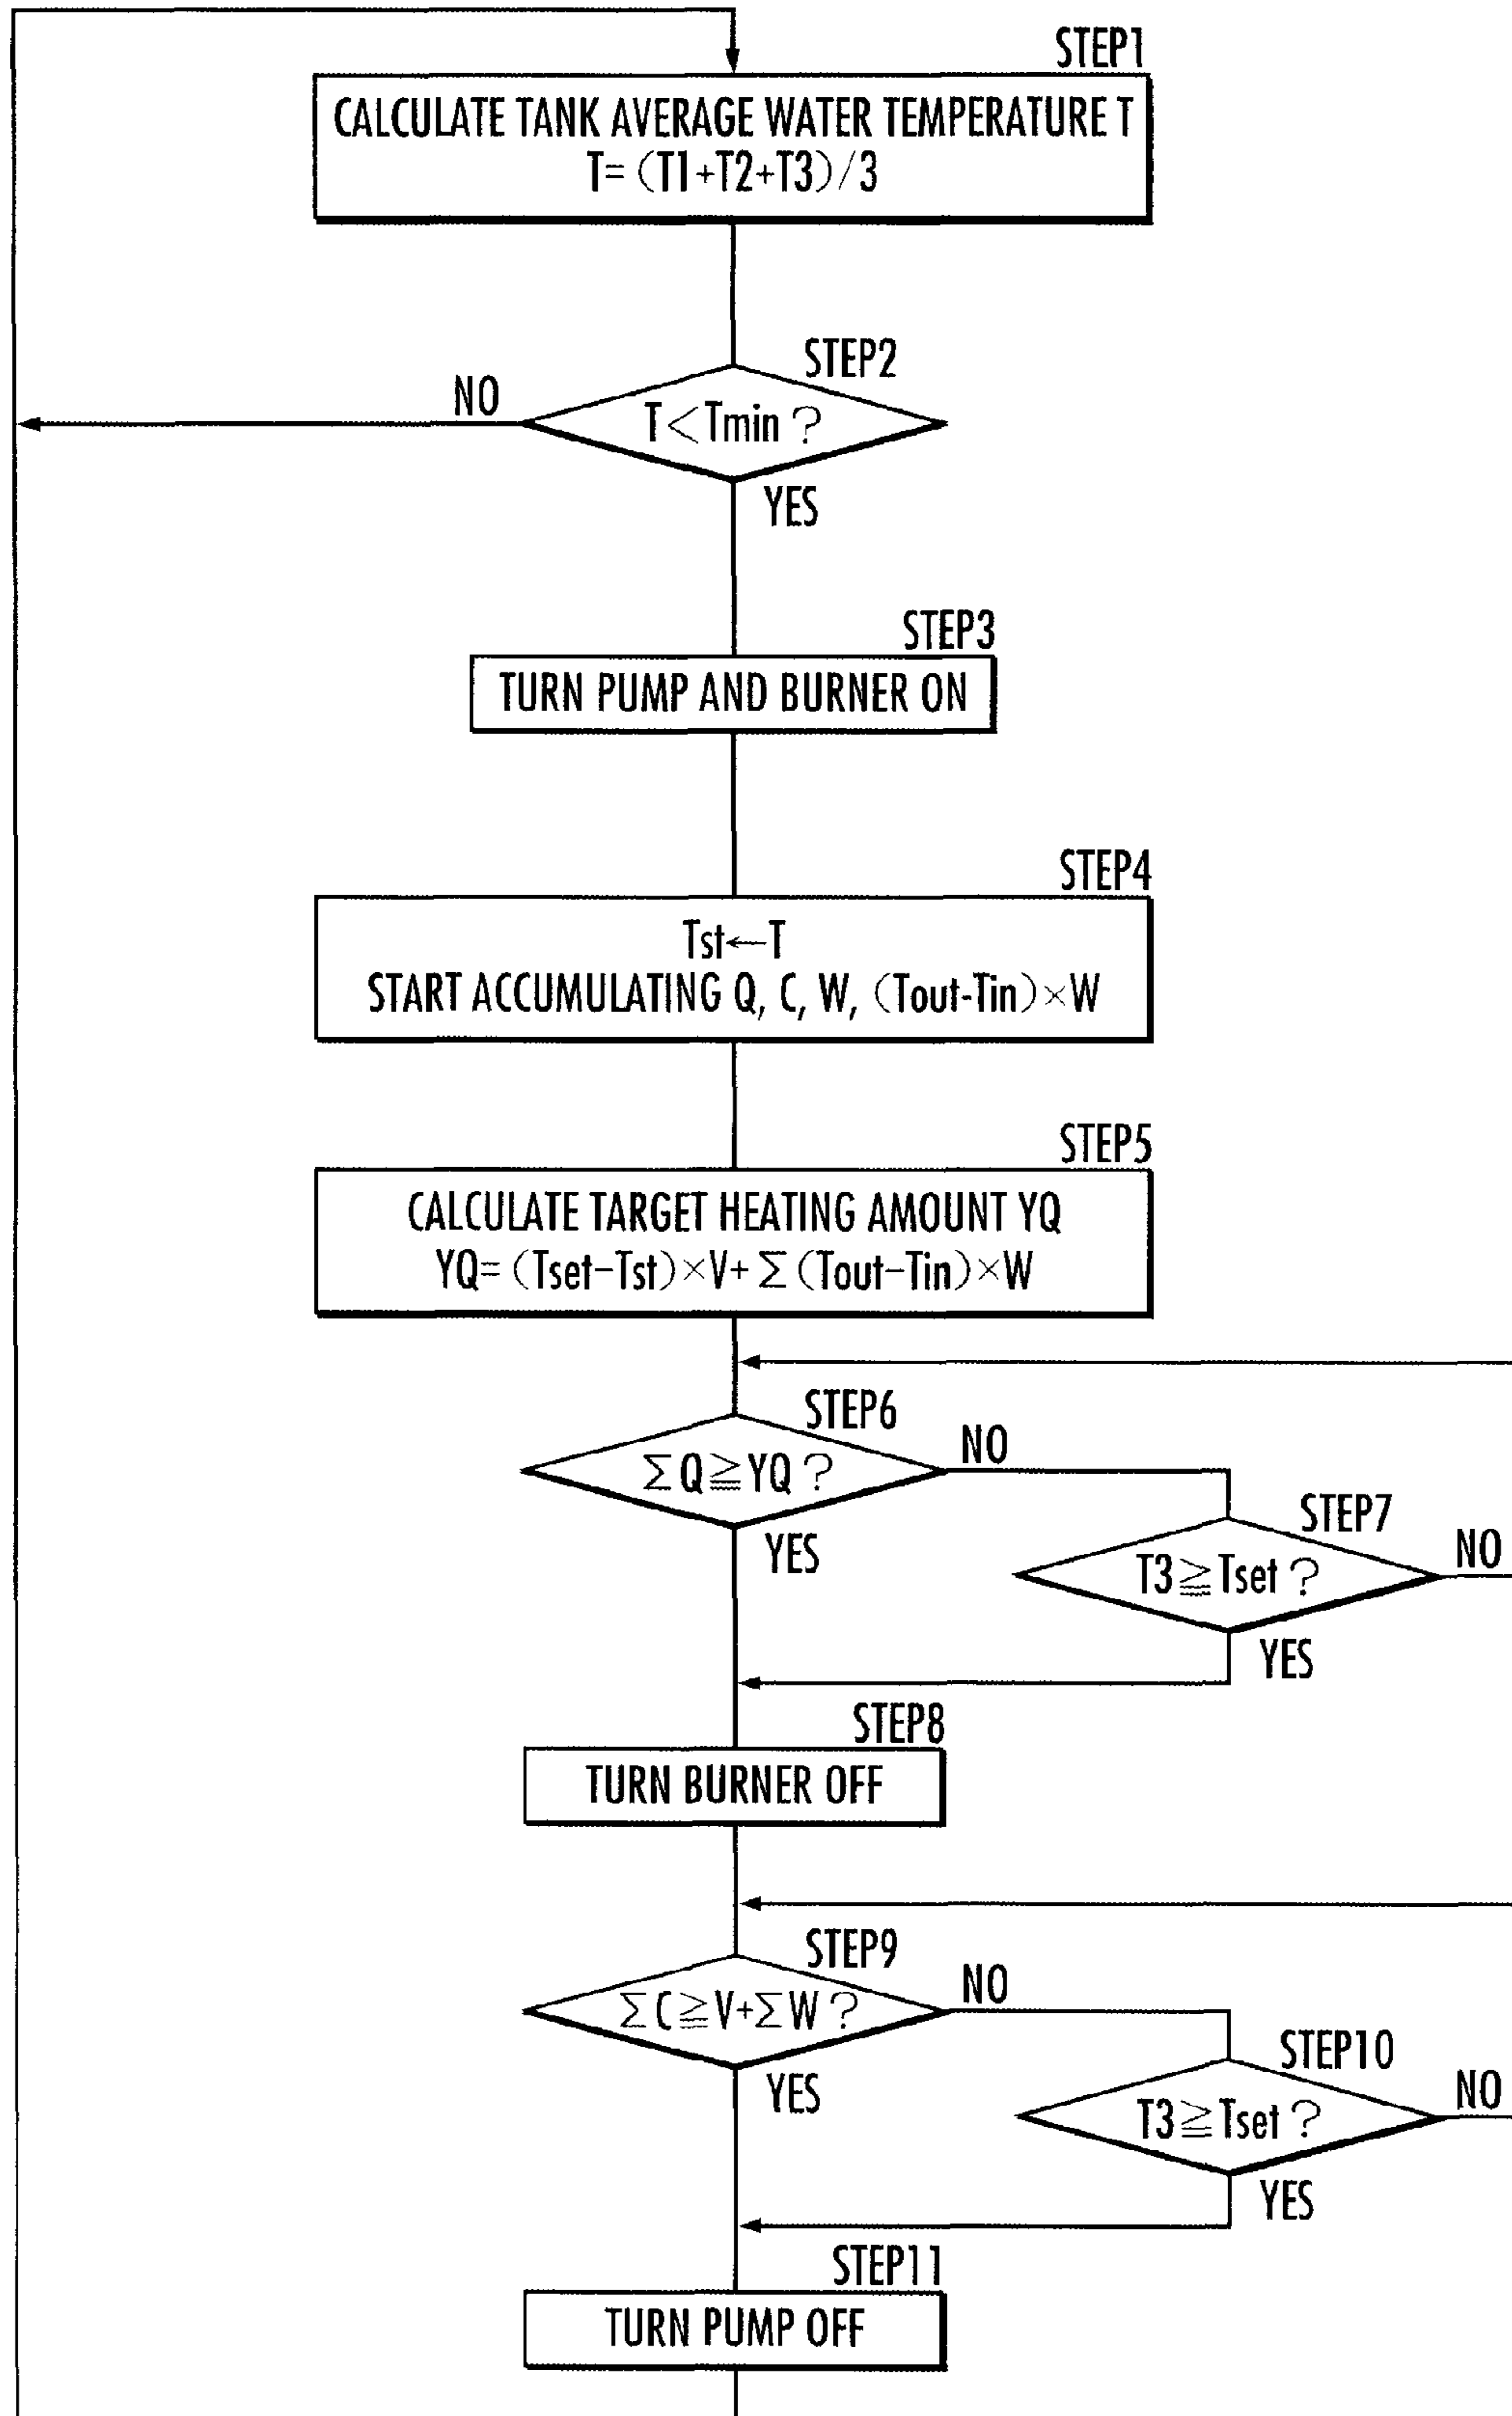 STEP1
CALCULATE TANK AVERAGE WATER TEMPERATURE T
T=(T1+T2+T3)/3
STEP2
NO
T<Tmin?
YES
STEP3
TURN PUMP AND BURNER ON
STEP4
Tst←T
START ACCUMULATING Q, C, W, (Tout-Tin)×W
STEP5
CALCULATE TARGET HEATING AMOUNT YQ
YQ=(Tset-Tst)×V+Σ(Tout-Tin)×W
STEP6
NO
ΣQ≧YQ?
STEP7
YES
T3≧Tset?
NO
YES
STEP8
TURN BURNER OFF
STEP9
NO
ΣC≧V+ΣW?
STEP10
YES
T3≧Tset?
NO
YES
STEP11
TURN PUMP OFF